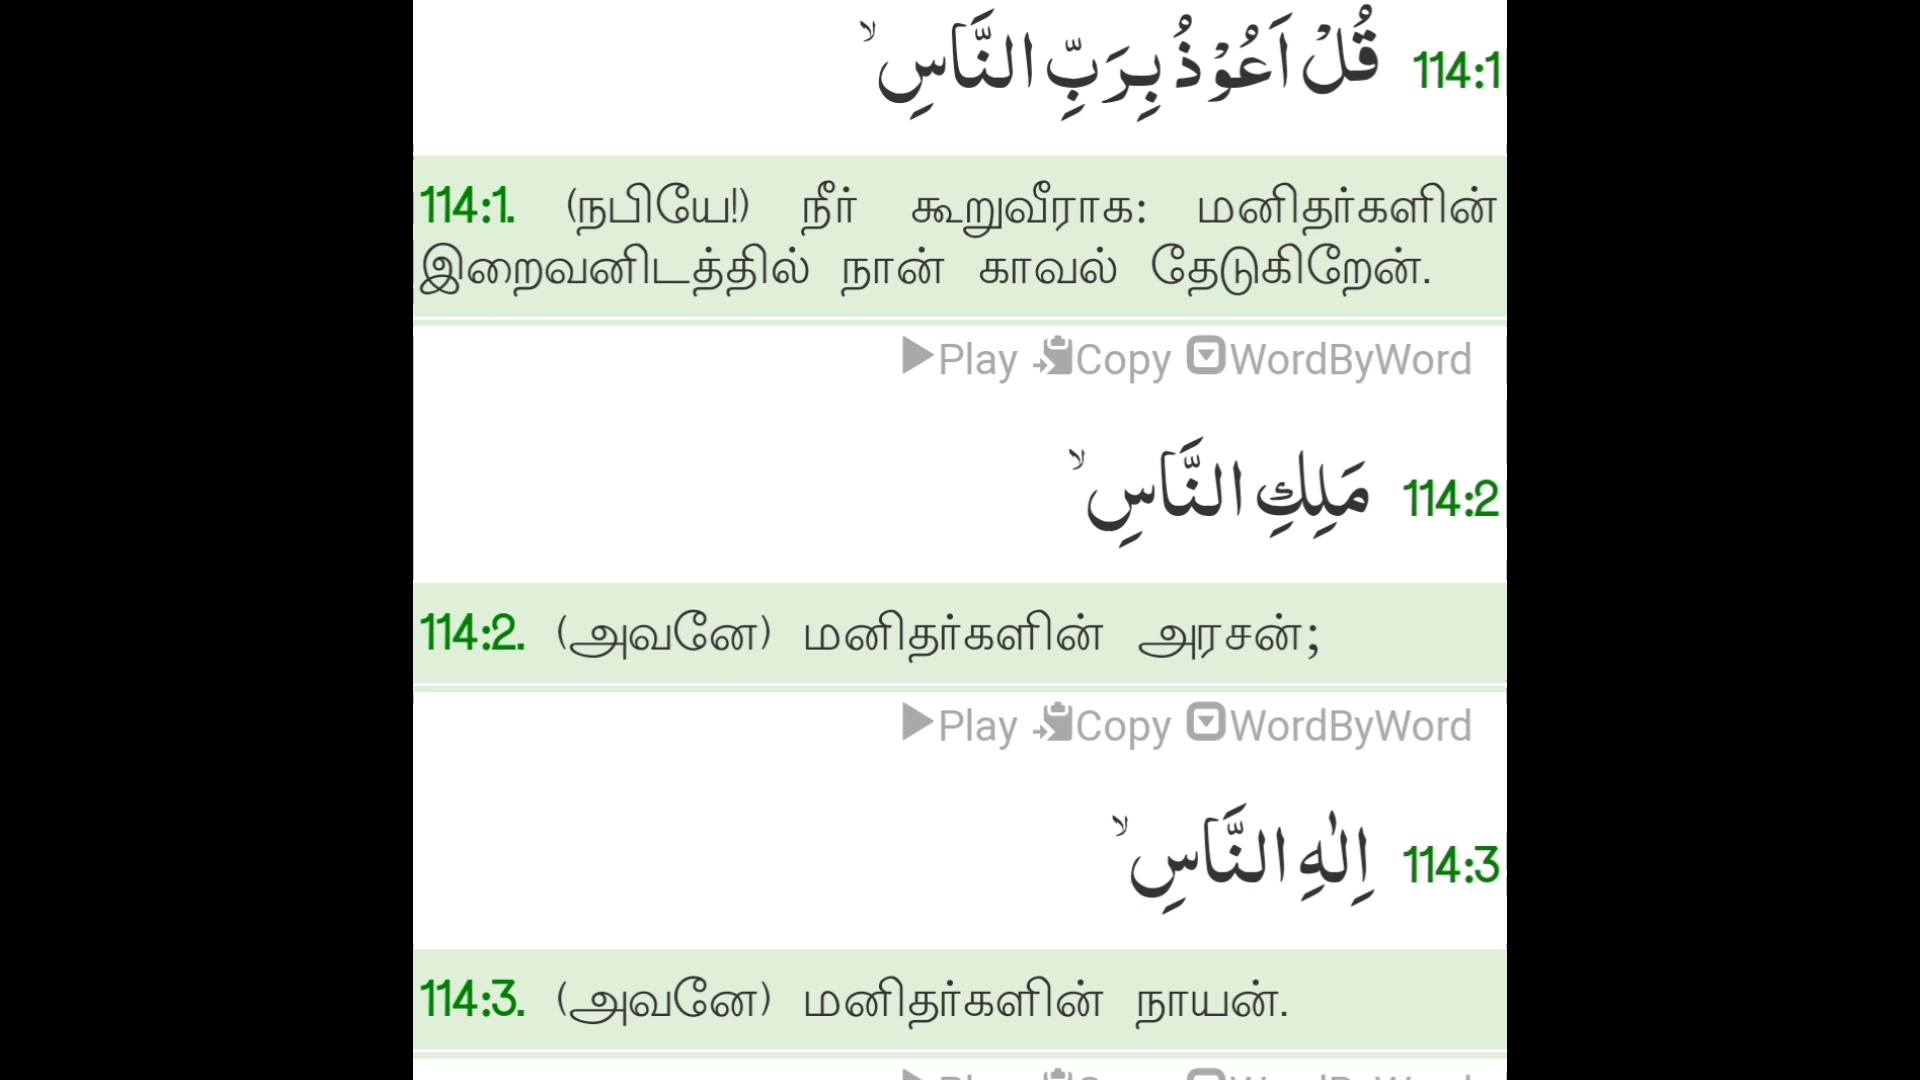 114:1 قُلْ اَعُوْذُ بِرَبِّ النَّاسِ ۙ
114:1. (நபியே!) நீர் கூறுவீராக: மனிதர்களின்
இறைவனிடத்தில் நான் காவல் தேடுகிறேன்.
Play Copy WordByWord
114:2 مَلِكِ النَّاسِ ۙ
114:2. (அவனே) மனிதர்களின் அரசன்;
Play Copy WordByWord
114:3 اِلٰهِ النَّاسِ ۙ
114:3. (அவனே) மனிதர்களின் நாயன்.